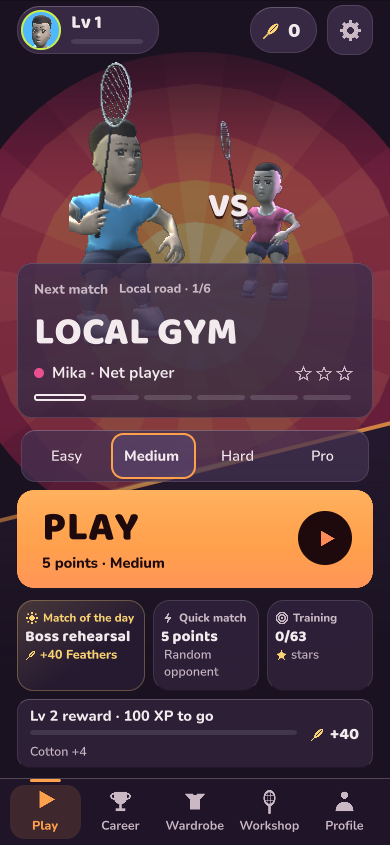 Lv 1
0
VS
Next match Local road · 1/6
LOCAL GYM
Mika · Net player
Easy Medium Hard Pro
PLAY
5 points · Medium
Match of the day
Boss rehearsal
+40 Feathers
Quick match
5 points
Random
opponent
Training
0/63
stars
Lv 2 reward · 100 XP to go
+40
Cotton +4
Play Career Wardrobe Workshop Profile